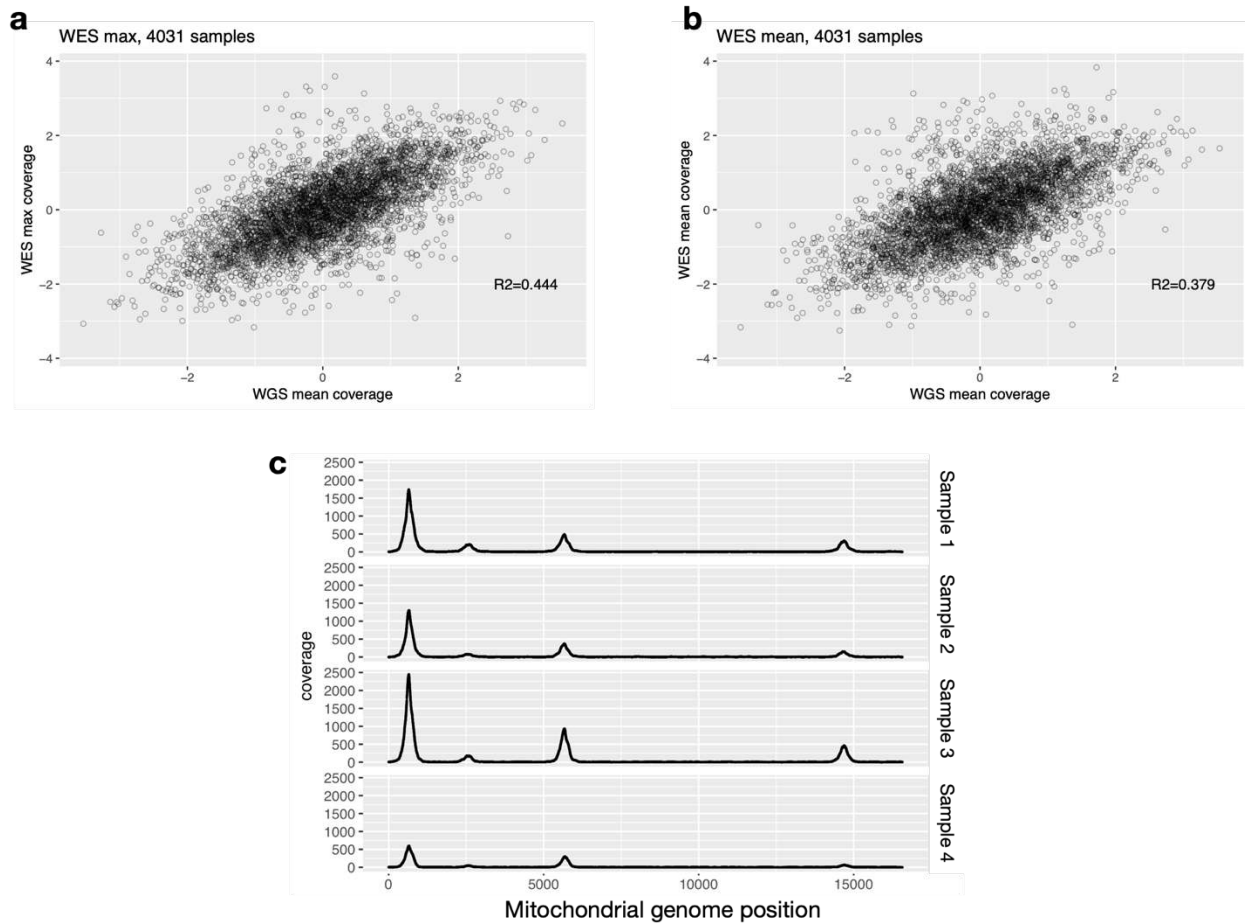 a
WES max, 4031 samples
4
2
0
−2
−4
WES max coverage
R2=0.444
−2
0
2
WGS mean coverage
b
WES mean, 4031 samples
4
2
0
−2
−4
WES mean coverage
R2=0.379
−2
0
2
WGS mean coverage
c
2500
2000
1500
1000
500
0
Sample 1
2500
2000
1500
1000
500
0
Sample 2
2500
2000
1500
1000
500
0
Sample 3
2500
2000
1500
1000
500
0
Sample 4
coverage
0
5000
10000
15000
Mitochondrial genome position